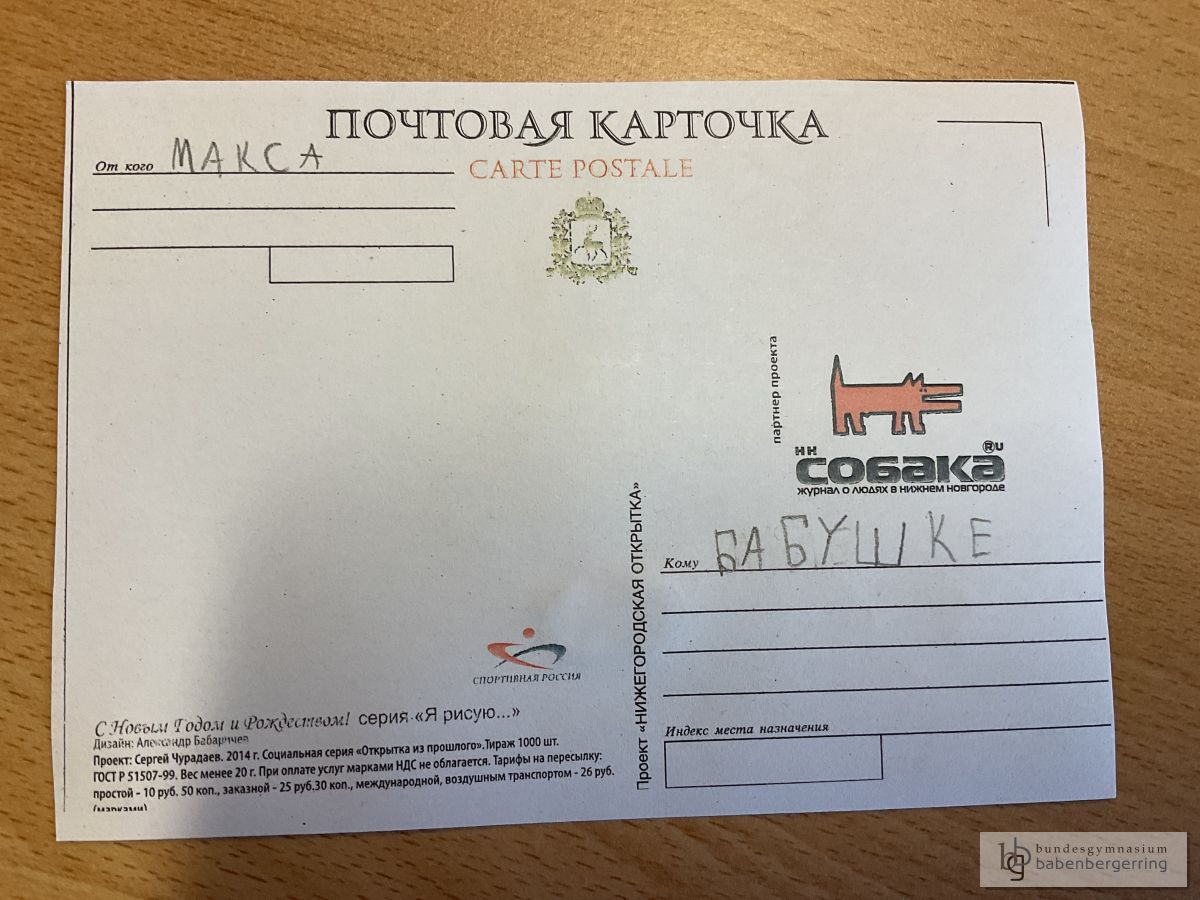 ПОЧТОВАЯ КАРТОЧКА
От кого МАКСА
CARTE POSTALE
партнер проекта
НН
®RU
СОБАКА
журнал о людях в нижнем новгороде
Кому БАБУШКЕ
Проект «НИЖЕГОРОДСКАЯ ОТКРЫТКА»
СПОРТИВНАЯ РОССИЯ
С Новым Годом и Рождеством! серия «Я рисую...»
Дизайн: Александр Бабаричев
Проект: Сергей Чурадаев. 2014 г. Социальная серия «Открытка из прошлого».Тираж 1000 шт.
ГОСТ Р 51507-99. Вес менее 20 г. При оплате услуг марками НДС не облагается. Тарифы на пересылку:
простой - 10 руб. 50 коп., заказной - 25 руб.30 коп., международной, воздушным транспортом - 26 руб.
(марками)
Индекс места назначения
bg
bundesgymnasium
babenbergerring